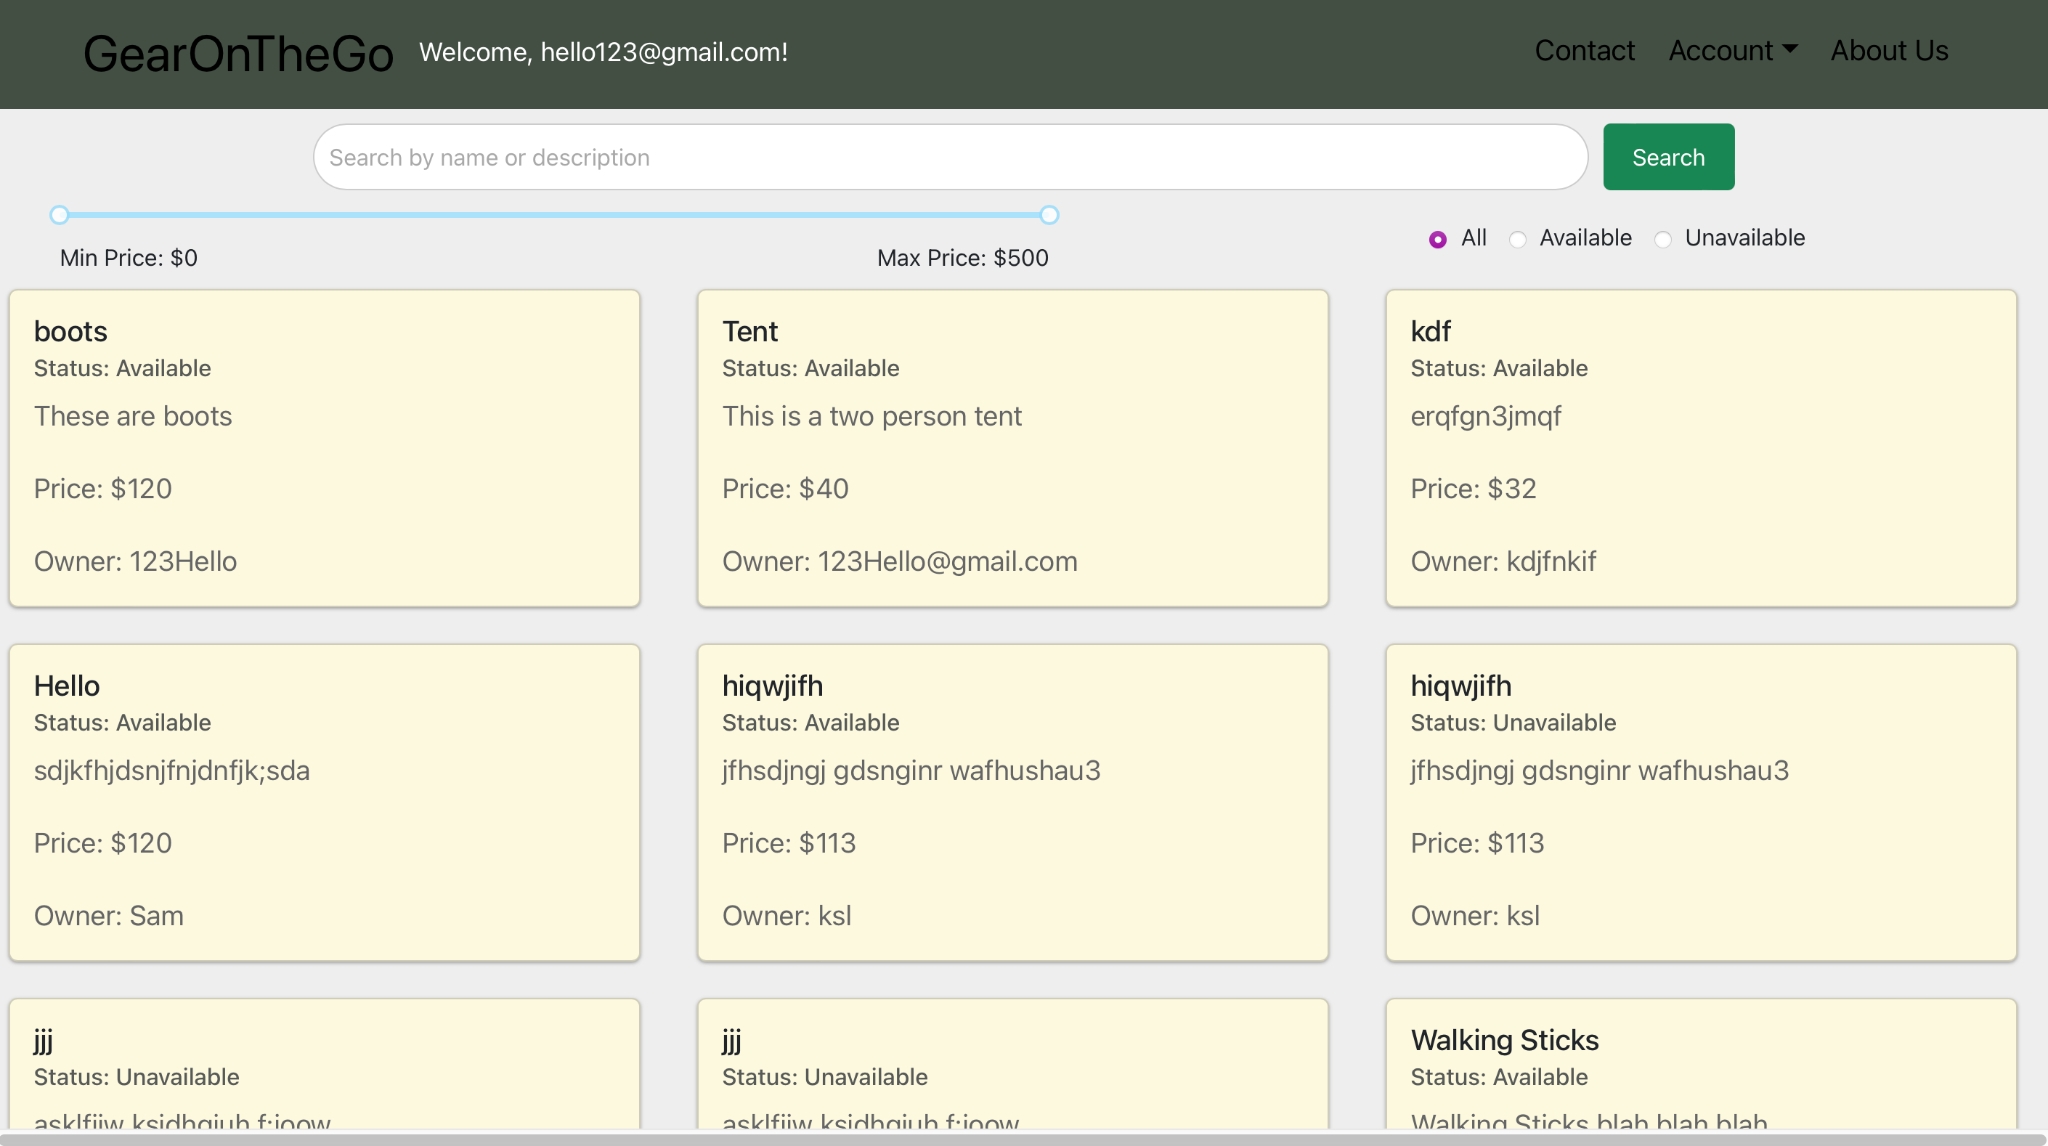 GearOnTheGo Welcome, hello123@gmail.com! Contact Account About Us
Search by name or description Search
Min Price: $0 Max Price: $500 All Available Unavailable
boots
Status: Available
These are boots
Price: $120
Owner: 123Hello
Tent
Status: Available
This is a two person tent
Price: $40
Owner: 123Hello@gmail.com
kdf
Status: Available
erqfgn3jmqf
Price: $32
Owner: kdjfnkif
Hello
Status: Available
sdjkfhjdsnjfnjdnfjk;sda
Price: $120
Owner: Sam
hiqwjifh
Status: Available
jfhsdjngj gdsnginr wafhushau3
Price: $113
Owner: ksl
hiqwjifh
Status: Unavailable
jfhsdjngj gdsnginr wafhushau3
Price: $113
Owner: ksl
jjj
Status: Unavailable
jjj
Status: Unavailable
Walking Sticks
Status: Available
Walking Sticks blah blah blah